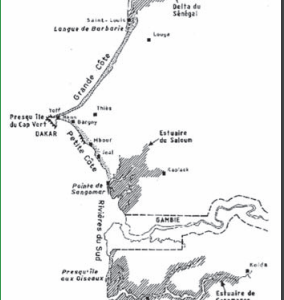 Delta du
Sénégal
Saint-Louis
Langue de Barbarie
Louga
Grande Côte
Presqu'île
du Cap Vert
Yoff
DAKAR
Thiès
Bargny
Petite Côte
Mbour
Joal
Estuaire
du Saloum
Kaolack
Pointe de
Sangomar
GAMBIE
Rivières du Sud
Presqu'île
aux Oiseaux
Kolda
Estuaire de